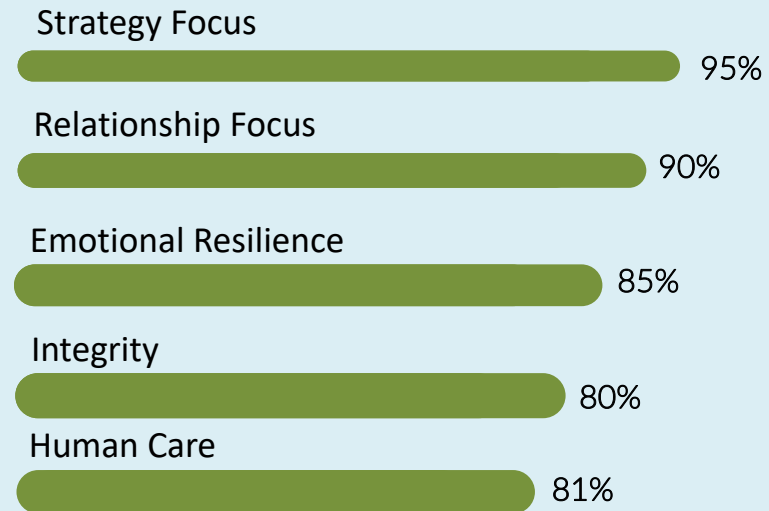 Strategy Focus
95%
Relationship Focus
90%
Emotional Resilience
85%
Integrity
80%
Human Care
81%